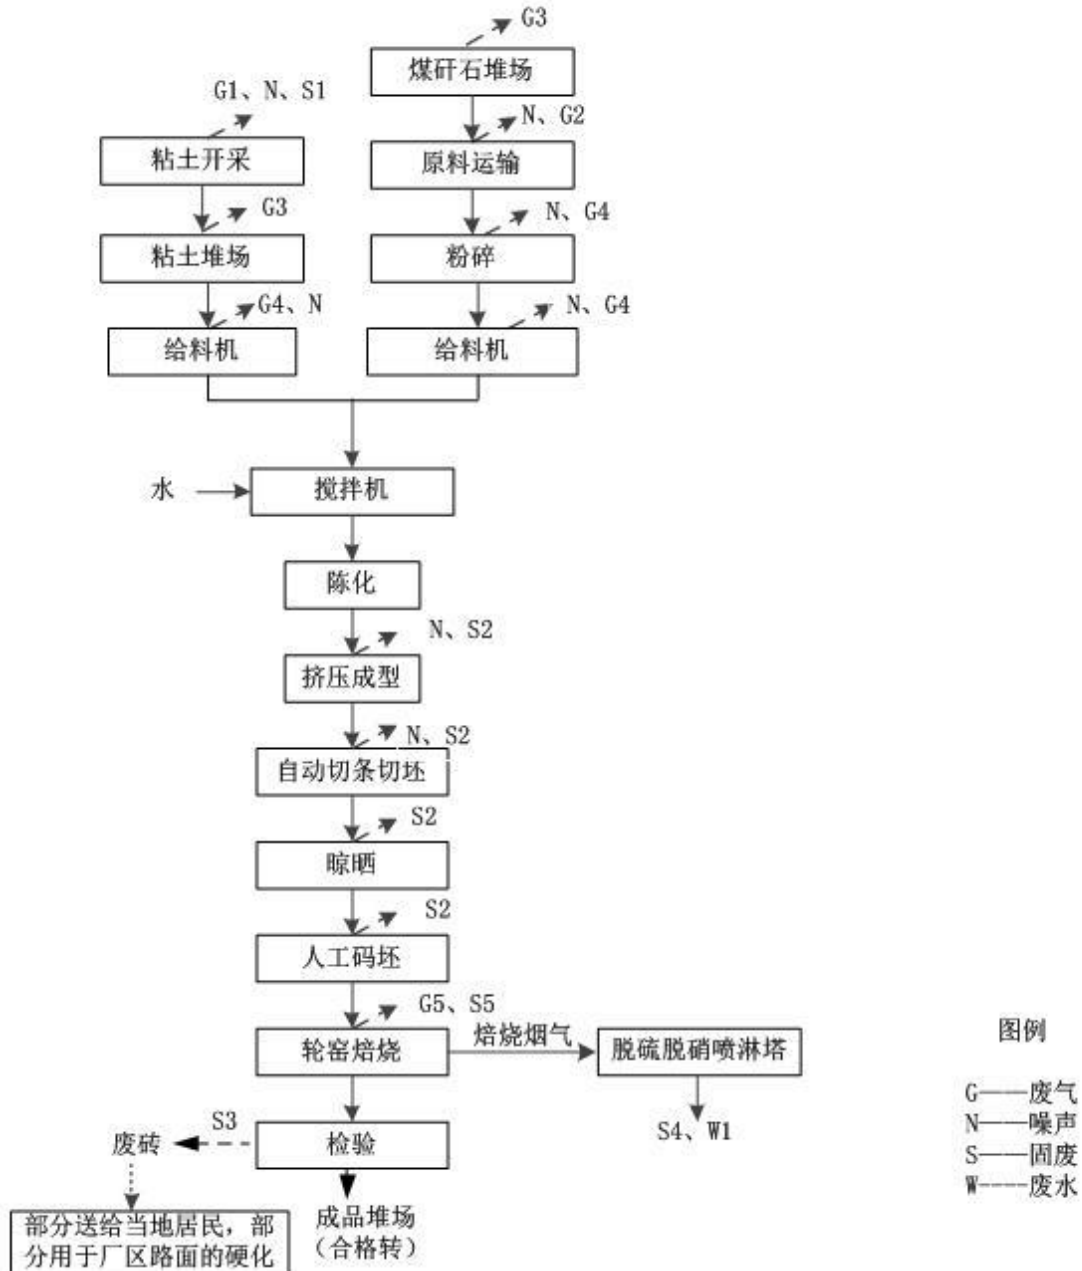 G3
煤矸石堆场
G1、N、S1
N、G2
粘土开采
原料运输
G3
N、G4
粘土堆场
粉碎
G4、N
N、G4
给料机
给料机
水
搅拌机
陈化
N、S2
挤压成型
N、S2
自动切条切坯
S2
晾晒
S2
人工码坯
G5、S5
轮窑焙烧
焙烧烟气
脱硫脱硝喷淋塔
S4、W1
S3
废砖
检验
部分送给当地居民，部
分用于厂区路面的硬化
成品堆场
（合格转）
图例
G——废气
N——噪声
S——固废
W——废水